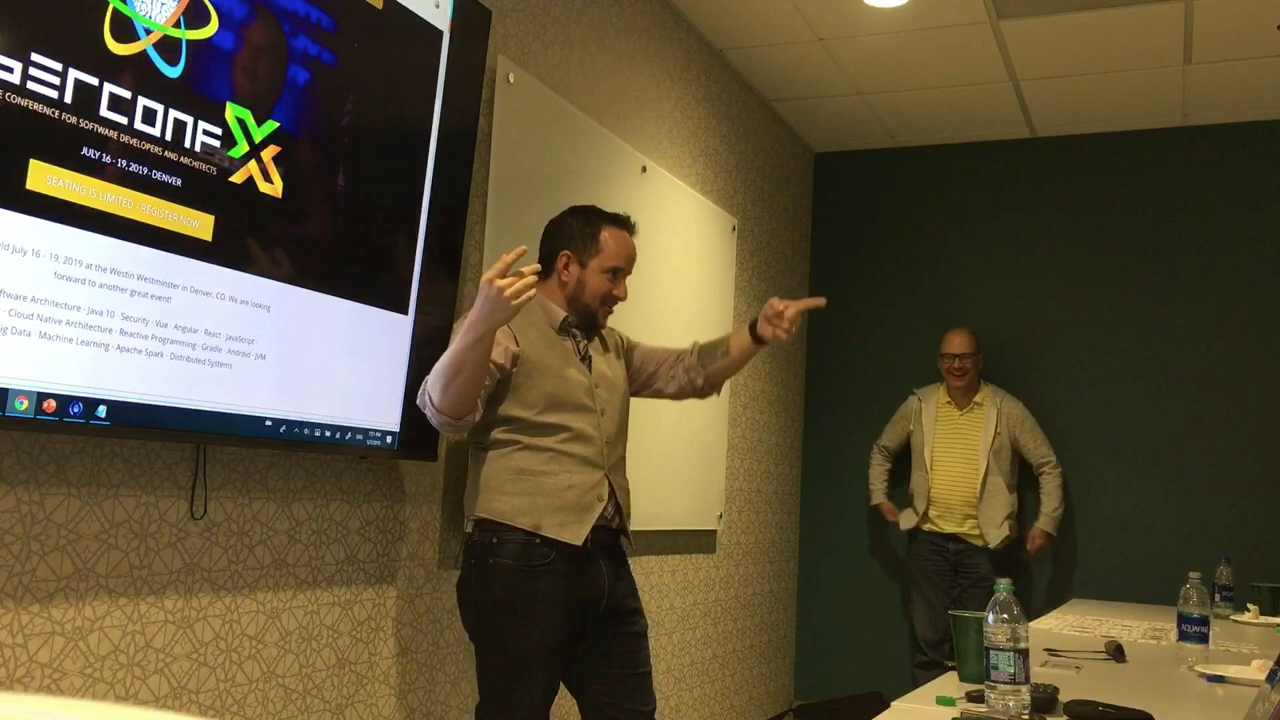 PERCONF X
E CONFERENCE FOR SOFTWARE DEVELOPERS AND ARCHITECTS
JULY 16 - 19, 2019 - DENVER
SEATING IS LIMITED - REGISTER NOW
ld July 16 - 19, 2019 at the Westin Westminster in Denver, CO. We are looking
forward to another great event!
ftware Architecture · Java 10 · Security · Vue · Angular · React · JavaScript ·
· Cloud Native Architecture · Reactive Programming · Gradle · Android · JVM
ig Data · Machine Learning · Apache Spark · Distributed Systems
AQUAFINA